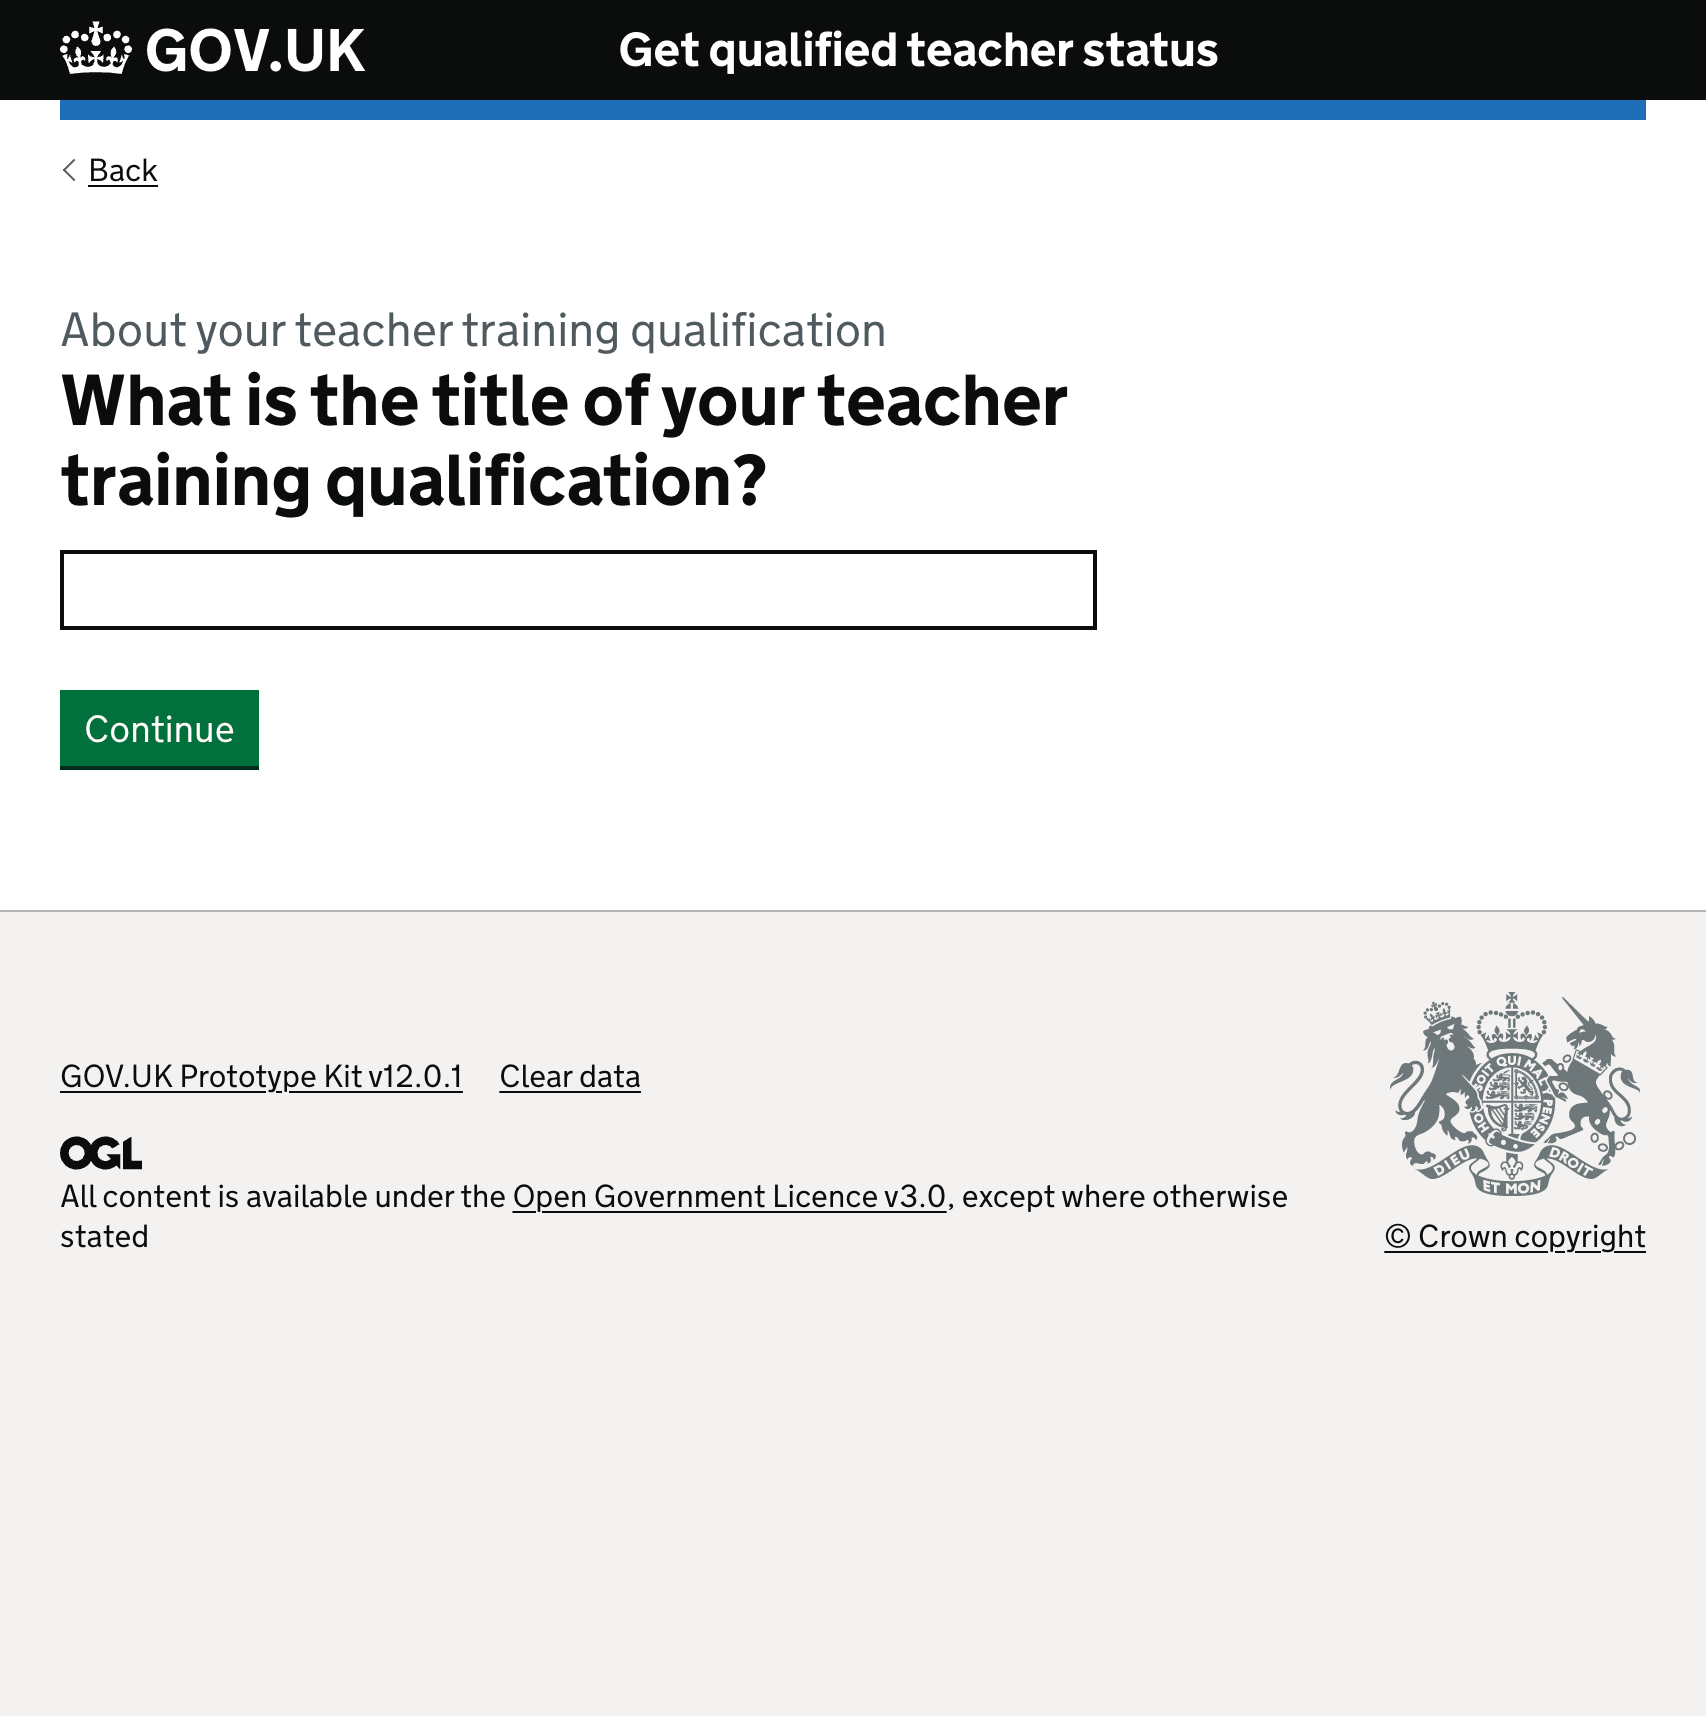 GOV.UK
Get qualified teacher status
Back
About your teacher training qualification
What is the title of your teacher
training qualification?
Continue
GOV.UK Prototype Kit v12.0.1
Clear data
OGL
All content is available under the Open Government Licence v3.0, except where otherwise
stated
SOIT QUI MAL Y PENSE
HON
DIEU
ET MON
DROIT
© Crown copyright